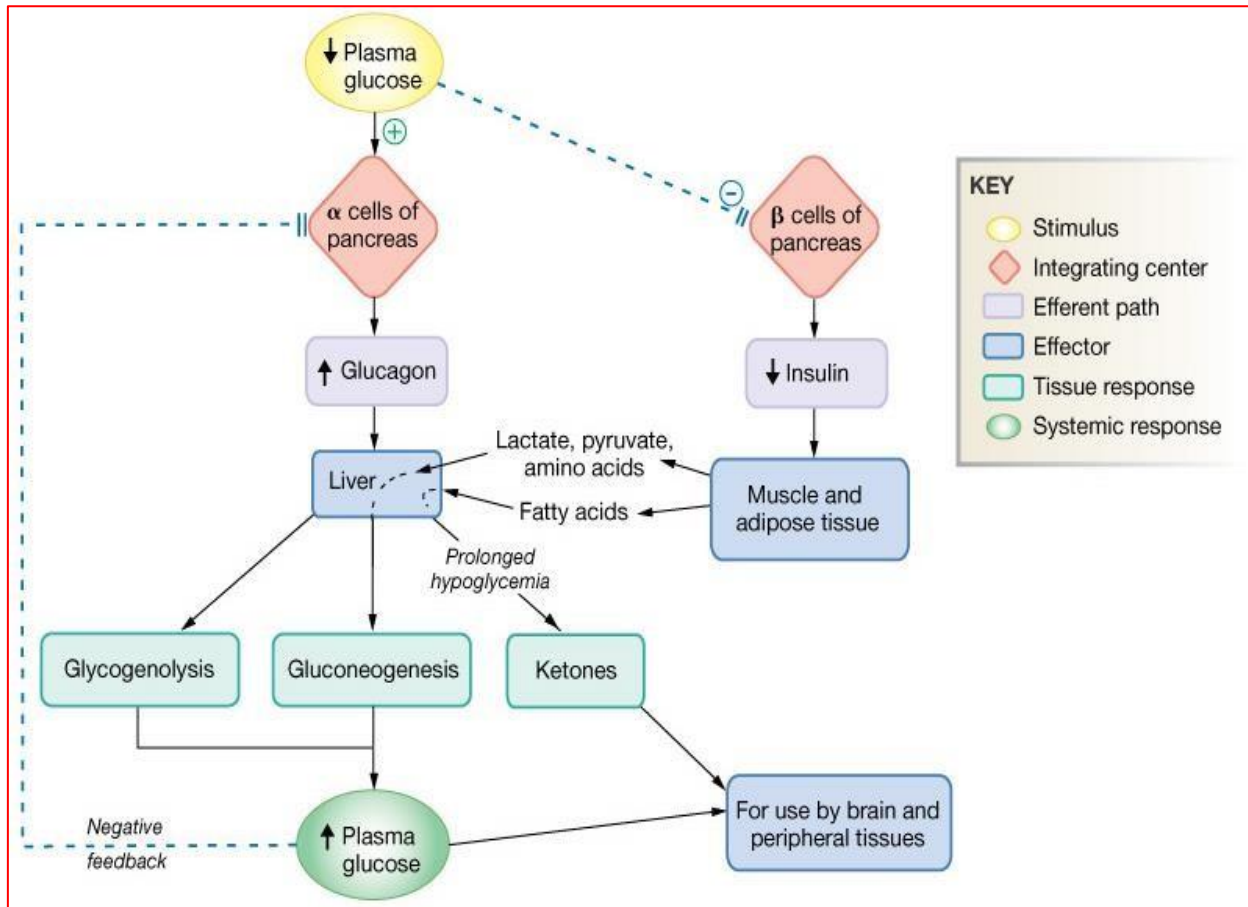 ↓ Plasma
glucose
+
−
α cells of
pancreas
β cells of
pancreas
KEY
Stimulus
Integrating center
Efferent path
Effector
Tissue response
Systemic response
↑ Glucagon
↓ Insulin
Liver
Lactate, pyruvate,
amino acids
Fatty acids
Muscle and
adipose tissue
Prolonged
hypoglycemia
Glycogenolysis
Gluconeogenesis
Ketones
Negative
feedback
↑ Plasma
glucose
For use by brain and
peripheral tissues